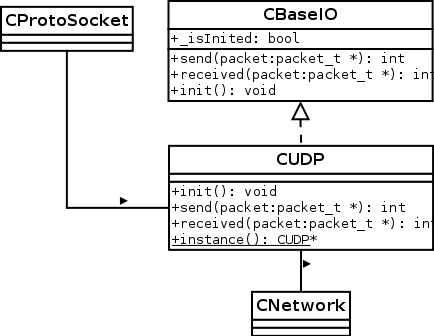 CProtoSocket
CBaseIO
+_isInited: bool
+send(packet:packet_t *): int
+received(packet:packet_t *): int
+init(): void
CUDP
+init(): void
+send(packet:packet_t *): int
+received(packet:packet_t *): int
+instance(): CUDP*
CNetwork